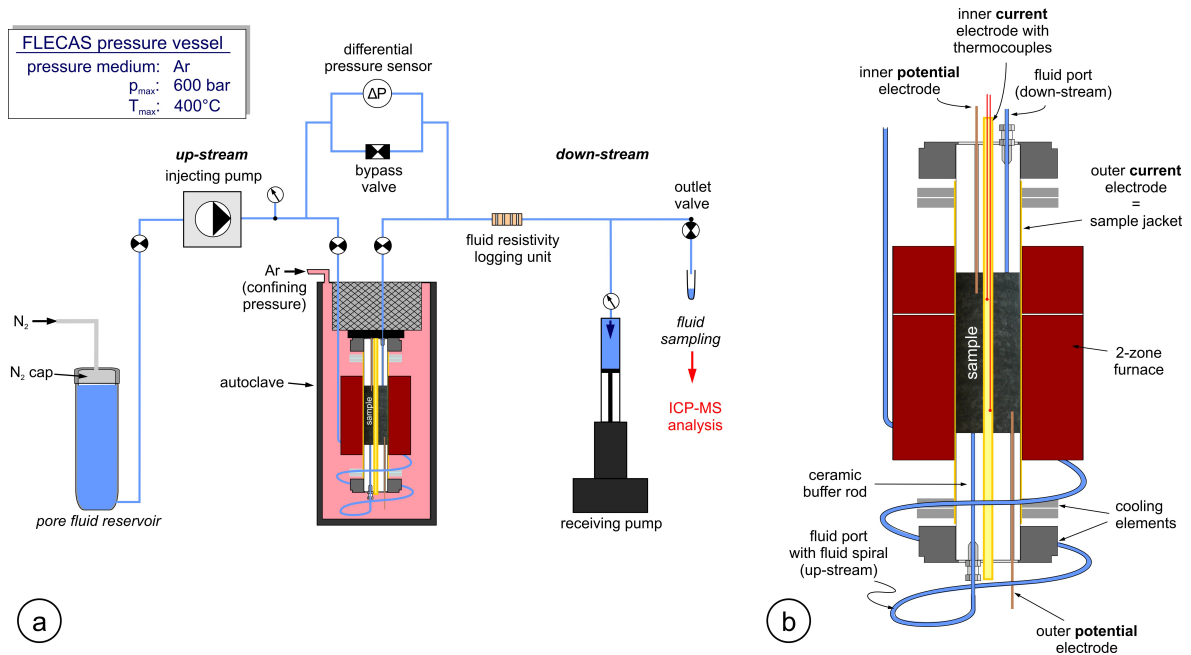 FLECAS pressure vessel
pressure medium: Ar
pmax: 600 bar
Tmax: 400°C
differential
pressure sensor
ΔP
bypass
valve
up-stream
injecting pump
down-stream
outlet
valve
fluid resistivity
logging unit
Ar
(confining
pressure)
N2
N2 cap
autoclave
sample
fluid
sampling
ICP-MS
analysis
pore fluid reservoir
receiving pump
a
inner current
electrode with
thermocouples
inner potential
electrode
fluid port
(down-stream)
outer current
electrode
=
sample jacket
sample
2-zone
furnace
ceramic
buffer rod
cooling
elements
fluid port
with fluid spiral
(up-stream)
outer potential
electrode
b